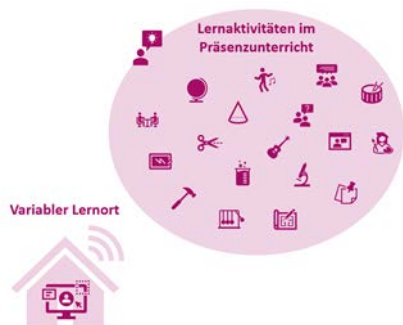 Lernaktivitäten im
Präsenzunterricht
Variabler Lernort